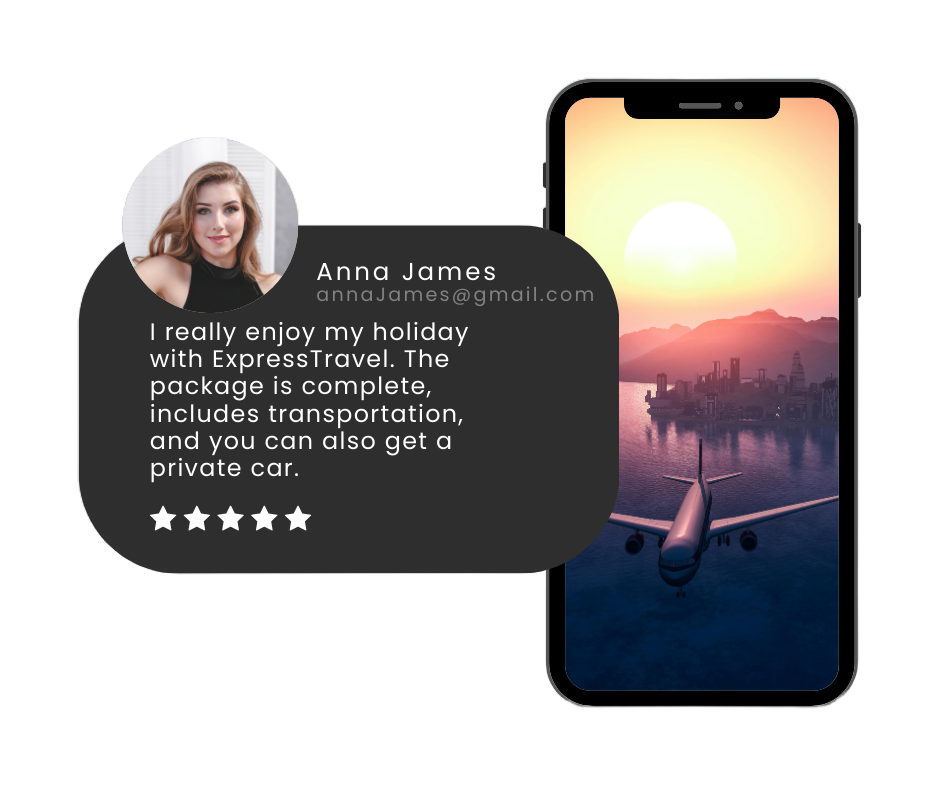 Anna James
annaJames@gmail.com
I really enjoy my holiday
with ExpressTravel. The
package is complete,
includes transportation,
and you can also get a
private car.